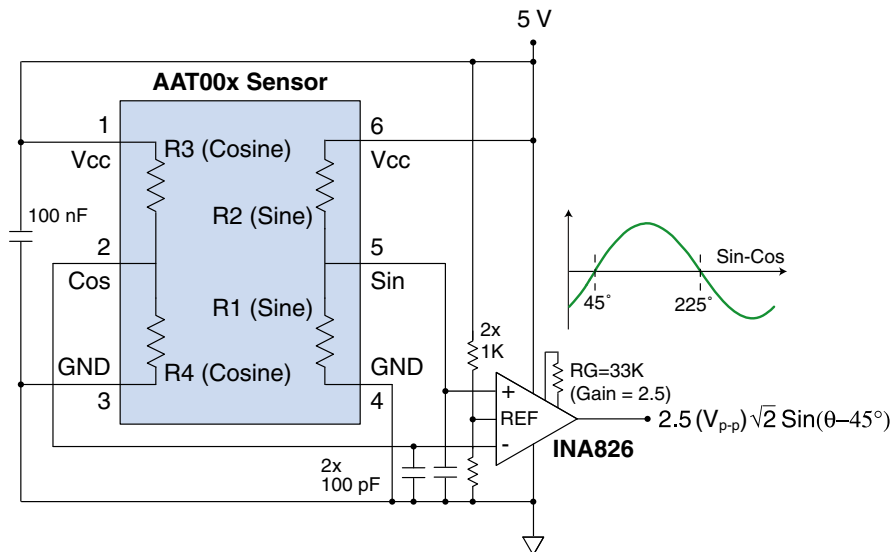 5 V
AAT00x Sensor
1
6
R3 (Cosine)
Vcc
Vcc
100 nF
R2 (Sine)
2
5
Sin-Cos
Cos
Sin
45°
225°
R1 (Sine)
2x
1K
GND
GND
R4 (Cosine)
RG=33K
(Gain = 2.5)
3
4
+
REF
-
2.5 (Vp-p) √2 Sin(θ–45°)
INA826
2x
100 pF